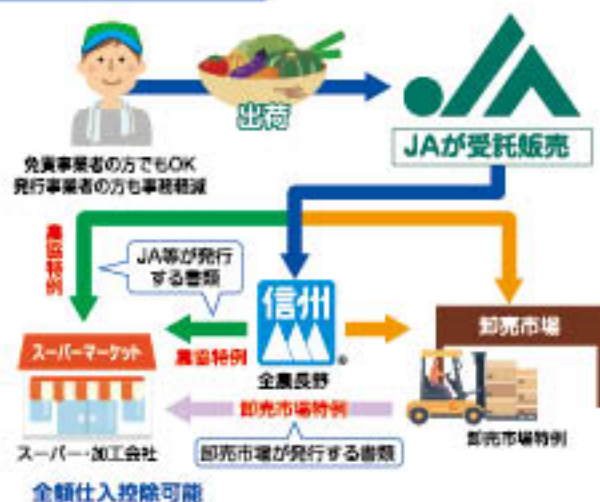 出荷
JAが受託販売
免責事業者の方でもOK
発行事業者の方も事務軽減
農協特例
JA等が発行
する書類
信州
卸売市場
スーパーマーケット
農協特例
全農長野
卸売市場特例
卸売市場特例
スーパー・加工会社
卸売市場が発行する書類
全額仕入控除可能